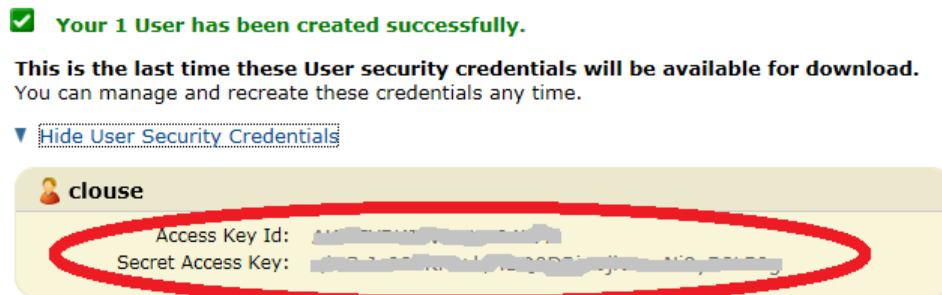 Your 1 User has been created successfully.
This is the last time these User security credentials will be available for download.
You can manage and recreate these credentials any time.
Hide User Security Credentials
clouse
Access Key Id:
Secret Access Key: